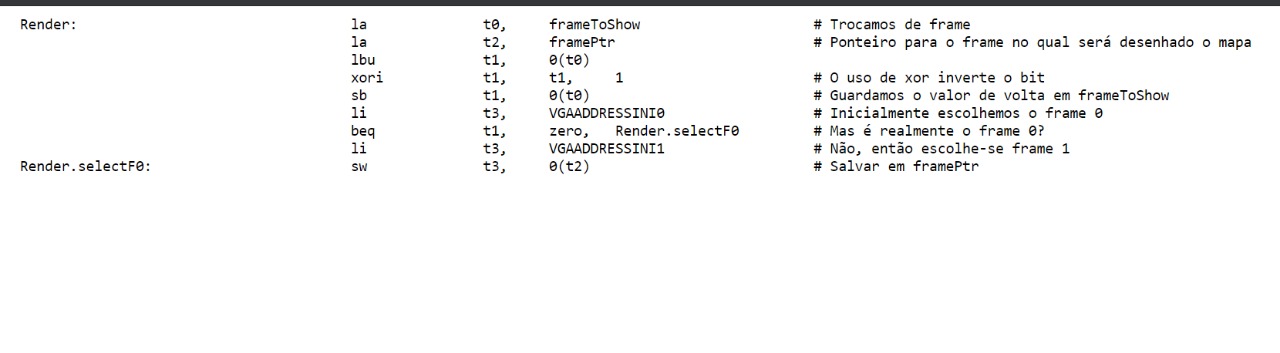 Render: la t0, frameToShow # Trocamos de frame
la t2, framePtr # Ponteiro para o frame no qual será desenhado o mapa
lbu t1, 0(t0)
xori t1, t1, 1 # O uso de xor inverte o bit
sb t1, 0(t0) # Guardamos o valor de volta em frameToShow
li t3, VGAADDRESSINI0 # Inicialmente escolhemos o frame 0
beq t1, zero, Render.selectF0 # Mas é realmente o frame 0?
li t3, VGAADDRESSINI1 # Não, então escolhe-se frame 1
Render.selectF0: sw t3, 0(t2) # Salvar em framePtr